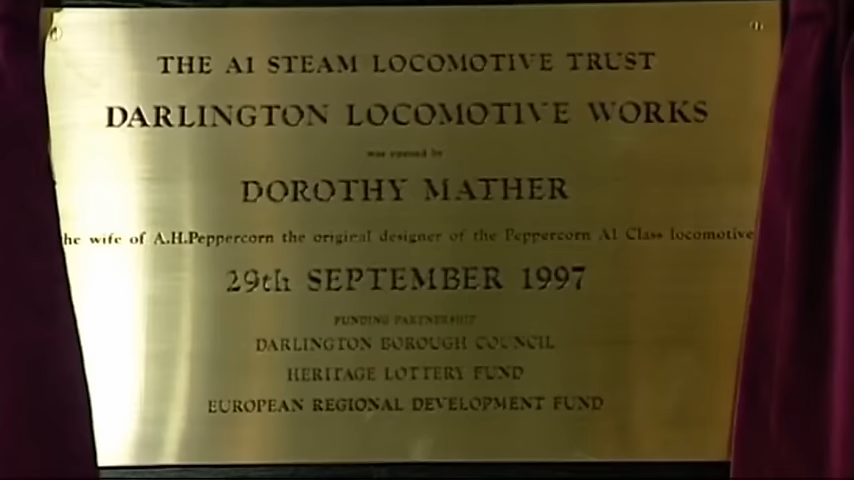 THE A1 STEAM LOCOMOTIVE TRUST
DARLINGTON LOCOMOTIVE WORKS
was opened by
DOROTHY MATHER
he wife of A.H.Peppercorn the original designer of the Peppercorn A1 Class locomotive
29th SEPTEMBER 1997
FUNDING PARTNERSHIP
DARLINGTON BOROUGH COUNCIL
HERITAGE LOTTERY FUND
EUROPEAN REGIONAL DEVELOPMENT FUND